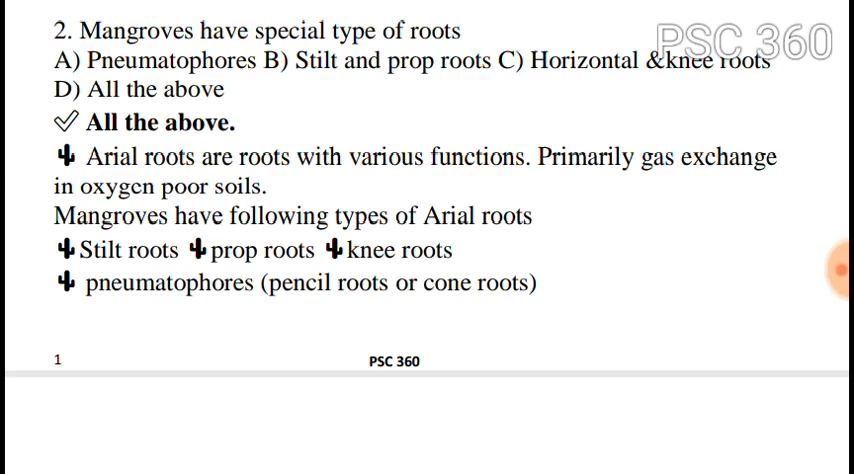 2. Mangroves have special type of roots
PSC 360
A) Pneumatophores B) Stilt and prop roots C) Horizontal &knee roots
D) All the above
✓ All the above.
Arial roots are roots with various functions. Primarily gas exchange
in oxygen poor soils.
Mangroves have following types of Arial roots
Stilt roots prop roots knee roots
pneumatophores (pencil roots or cone roots)
1 PSC 360